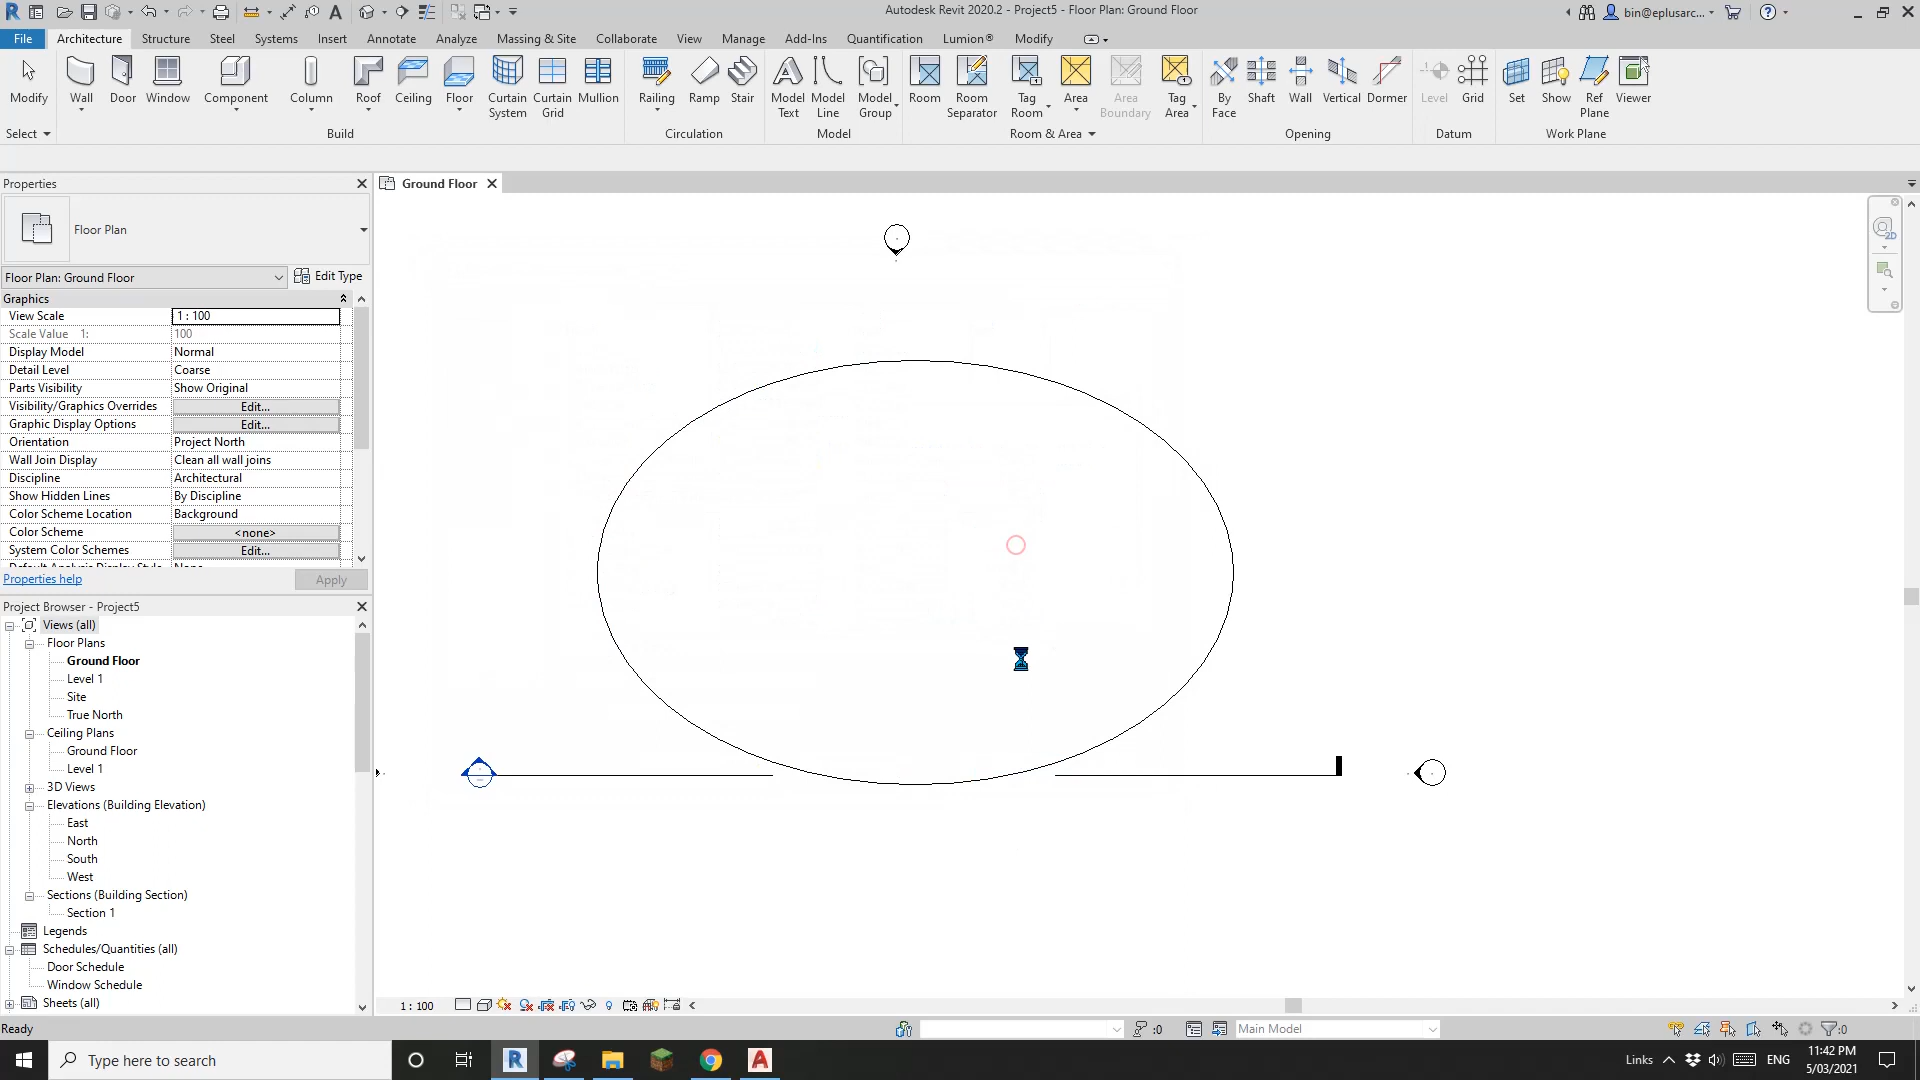 Autodesk Revit 2020.2 - Project5 - Floor Plan: Ground Floor
bin@eplusarc...
File Architecture Structure Steel Systems Insert Annotate Analyze Massing & Site Collaborate View Manage Add-Ins Quantification Lumion® Modify
Modify Wall Door Window Component Column Roof Ceiling Floor Curtain System Curtain Grid Mullion Railing Ramp Stair Model Text Model Line Model Group Room Room Separator Tag Room Area Area Boundary Tag Area By Face Shaft Wall Vertical Dormer Level Grid Set Show Ref Plane Viewer
Select Build Circulation Model Room & Area Opening Datum Work Plane
Properties
Ground Floor
Floor Plan
Floor Plan: Ground Floor Edit Type
Graphics
View Scale 1 : 100
Scale Value 1: 100
Display Model Normal
Detail Level Coarse
Parts Visibility Show Original
Visibility/Graphics Overrides Edit...
Graphic Display Options Edit...
Orientation Project North
Wall Join Display Clean all wall joins
Discipline Architectural
Show Hidden Lines By Discipline
Color Scheme Location Background
Color Scheme <none>
System Color Schemes Edit...
Properties help Apply
Project Browser - Project5
Views (all)
Floor Plans
Ground Floor
Level 1
Site
True North
Ceiling Plans
Ground Floor
Level 1
3D Views
Elevations (Building Elevation)
East
North
South
West
Sections (Building Section)
Section 1
Legends
Schedules/Quantities (all)
Door Schedule
Window Schedule
Sheets (all)
1 : 100
Ready
:0
Main Model
:0
Type here to search
Links
ENG
11:42 PM
5/03/2021